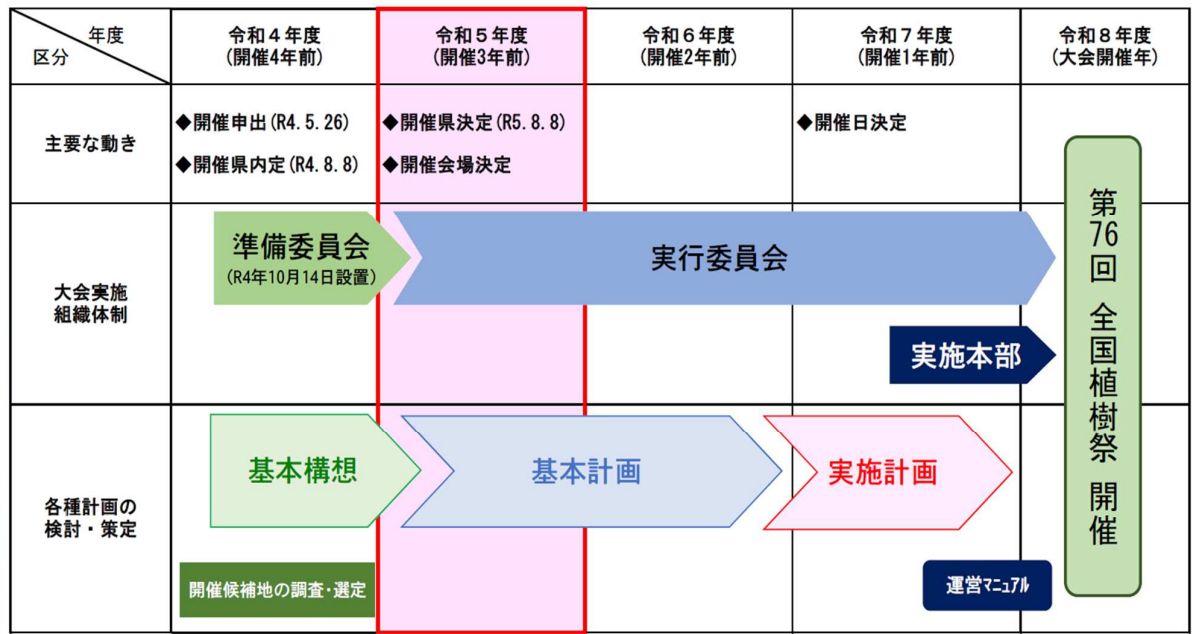 年度
区分
令和４年度
(開催4年前)
令和５年度
(開催3年前)
令和６年度
(開催2年前)
令和７年度
(開催1年前)
令和８年度
(大会開催年)
主要な動き
◆開催申出(R4.5.26)
◆開催県内定(R4.8.8)
◆開催県決定(R5.8.8)
◆開催会場決定
◆開催日決定
大会実施
組織体制
準備委員会
(R4年10月14日設置)
実行委員会
実施本部
各種計画の
検討・策定
基本構想
基本計画
実施計画
開催候補地の調査・選定
運営マニュアル
第76回 全国植樹祭 開催